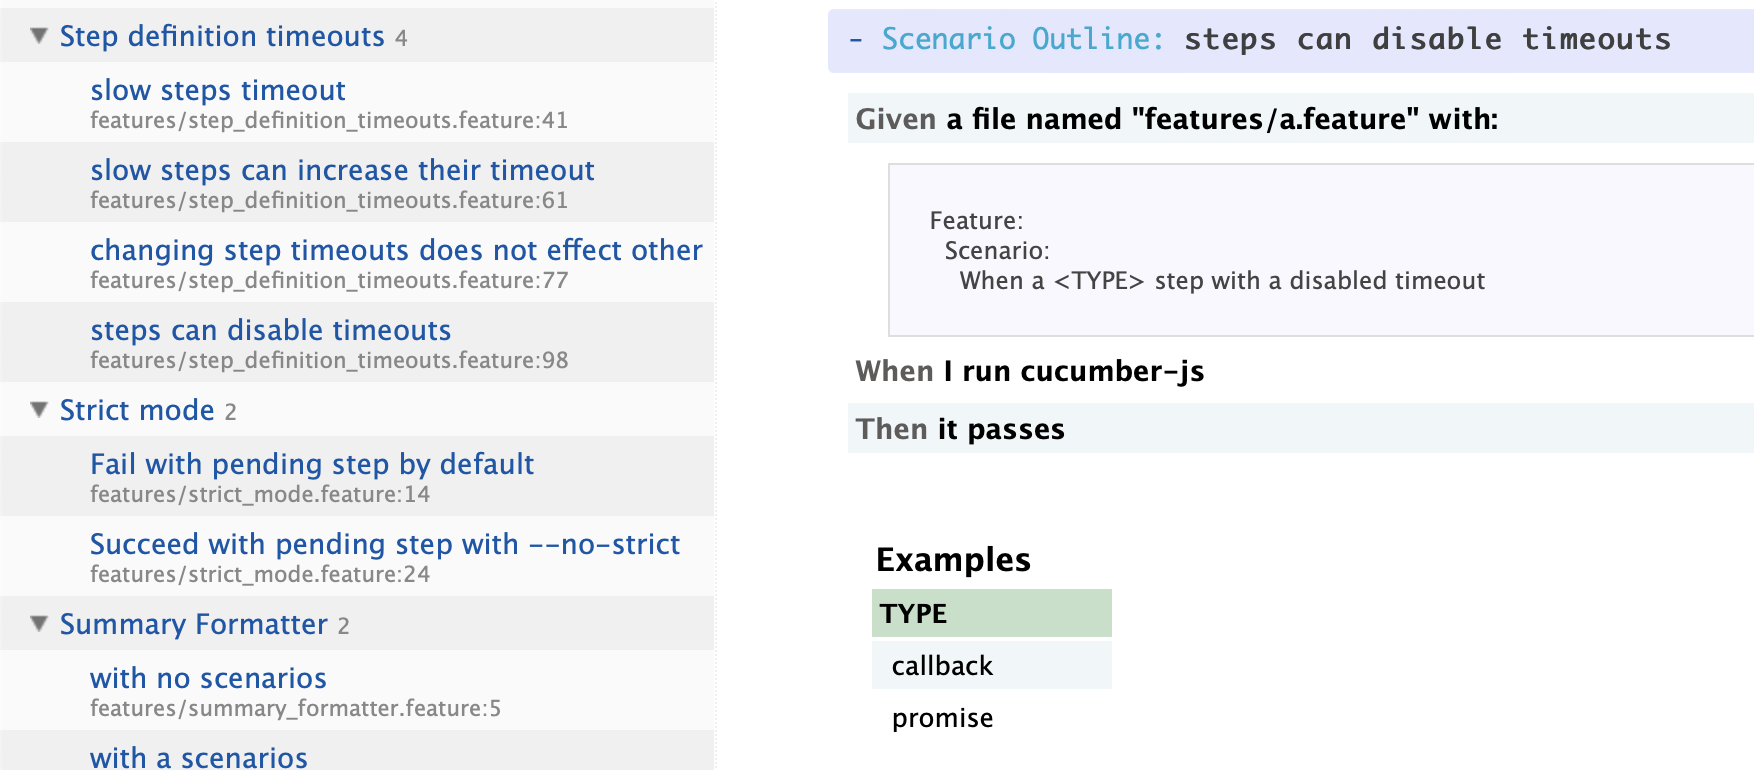 Step definition timeouts 4
slow steps timeout
features/step_definition_timeouts.feature:41
slow steps can increase their timeout
features/step_definition_timeouts.feature:61
changing step timeouts does not effect other
features/step_definition_timeouts.feature:77
steps can disable timeouts
features/step_definition_timeouts.feature:98
Strict mode 2
Fail with pending step by default
features/strict_mode.feature:14
Succeed with pending step with --no-strict
features/strict_mode.feature:24
Summary Formatter 2
with no scenarios
features/summary_formatter.feature:5
with a scenarios
- Scenario Outline: steps can disable timeouts
Given a file named "features/a.feature" with:
Feature:
Scenario:
When a <TYPE> step with a disabled timeout
When I run cucumber-js
Then it passes
Examples
TYPE
callback
promise